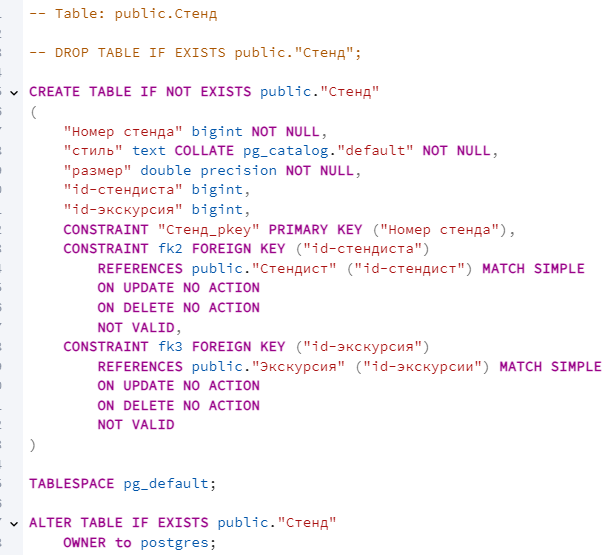 -- Table: public.Стенд
-- DROP TABLE IF EXISTS public."Стенд";
CREATE TABLE IF NOT EXISTS public."Стенд"
(
"Номер стенда" bigint NOT NULL,
"стиль" text COLLATE pg_catalog."default" NOT NULL,
"размер" double precision NOT NULL,
"id-стендиста" bigint,
"id-экскурсия" bigint,
CONSTRAINT "Стенд_pkey" PRIMARY KEY ("Номер стенда"),
CONSTRAINT fk2 FOREIGN KEY ("id-стендиста")
REFERENCES public."Стендист" ("id-стендист") MATCH SIMPLE
ON UPDATE NO ACTION
ON DELETE NO ACTION
NOT VALID,
CONSTRAINT fk3 FOREIGN KEY ("id-экскурсия")
REFERENCES public."Экскурсия" ("id-экскурсии") MATCH SIMPLE
ON UPDATE NO ACTION
ON DELETE NO ACTION
NOT VALID
)
TABLESPACE pg_default;
ALTER TABLE IF EXISTS public."Стенд"
OWNER to postgres;